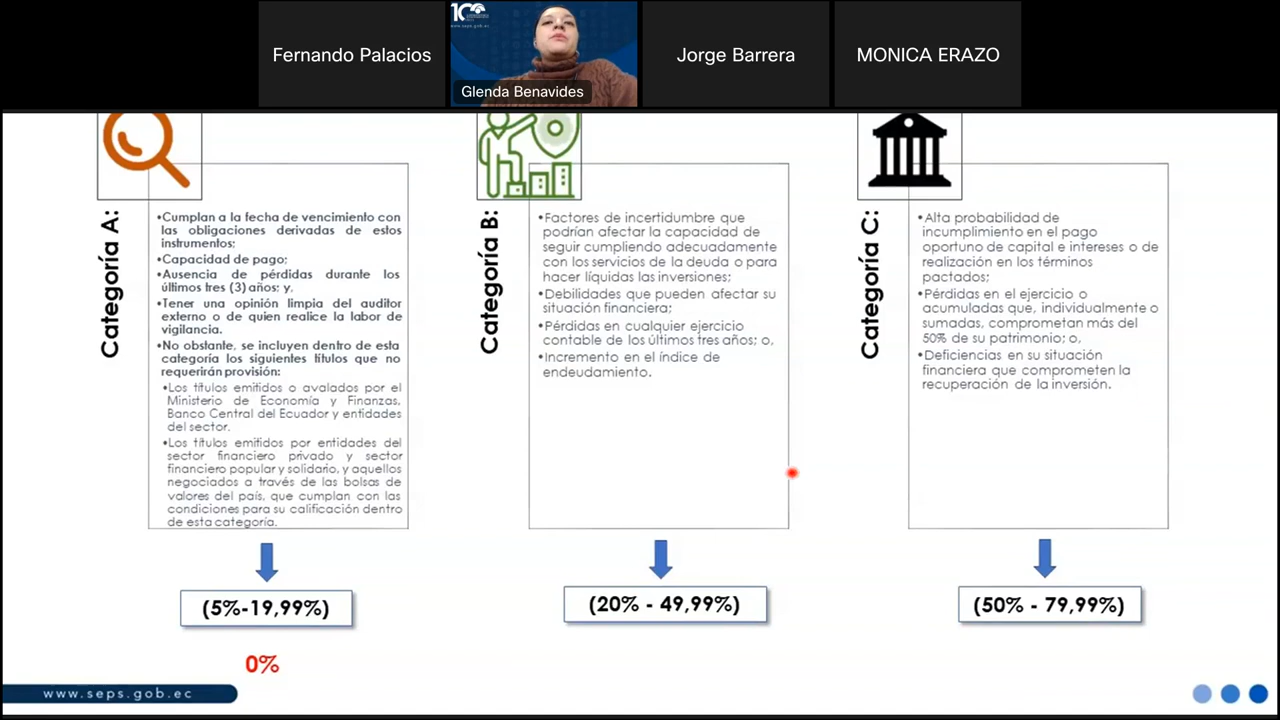 Fernando Palacios
10
www.seps.gob.ec
Glenda Benavides
Jorge Barrera
MONICA ERAZO
Categoría A:
•Cumplan a la fecha de vencimiento con
las obligaciones derivadas de estos
instrumentos;
•Capacidad de pago;
•Ausencia de pérdidas durante los
últimos tres (3) años; y,
•Tener una opinión limpia del auditor
externo o de quien realice la labor de
vigilancia.
•No obstante, se incluyen dentro de esta
categoría los siguientes títulos que no
requerirán provisión:
•Los títulos emitidos o avalados por el
Ministerio de Economía y Finanzas,
Banco Central del Ecuador y entidades
del sector.
•Los títulos emitidos por entidades del
sector financiero privado y sector
financiero popular y solidario, y aquellos
negociados a través de las bolsas de
valores del país, que cumplan con las
condiciones para su calificación dentro
de esta categoría.
(5%-19,99%)
0%
Categoría B:
•Factores de incertidumbre que
podrían afectar la capacidad de
seguir cumpliendo adecuadamente
con los servicios de la deuda o para
hacer líquidas las inversiones;
•Debilidades que pueden afectar su
situación financiera;
•Pérdidas en cualquier ejercicio
contable de los últimos tres años; o,
•Incremento en el índice de
endeudamiento.
(20% - 49,99%)
Categoría C:
•Alta probabilidad de
incumplimiento en el pago
oportuno de capital e intereses o de
realización en los términos
pactados;
•Pérdidas en el ejercicio o
acumuladas que, individualmente o
sumadas, comprometan más del
50% de su patrimonio; o,
•Deficiencias en su situación
financiera que comprometen la
recuperación de la inversión.
(50% - 79,99%)
www.seps.gob.ec